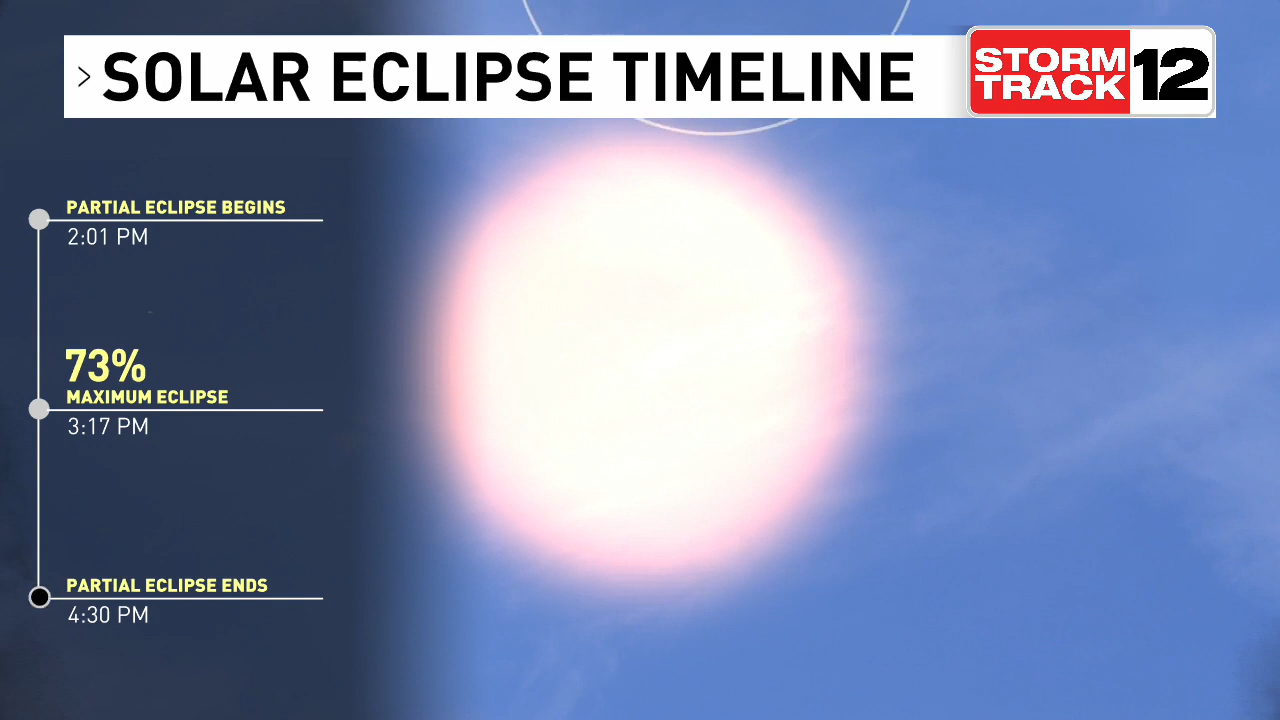 > SOLAR ECLIPSE TIMELINE
STORM
TRACK
12
PARTIAL ECLIPSE BEGINS
2:01 PM
73%
MAXIMUM ECLIPSE
3:17 PM
PARTIAL ECLIPSE ENDS
4:30 PM